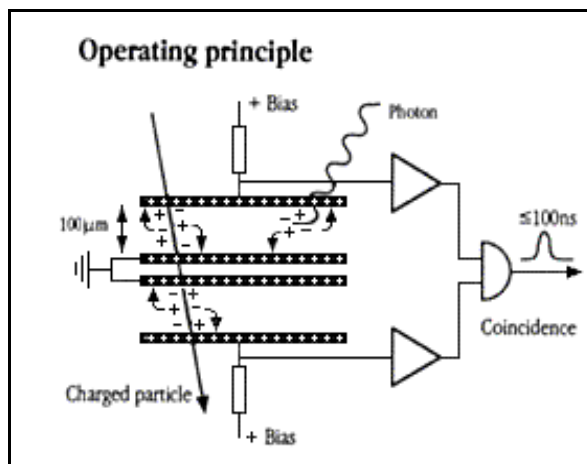 Operating principle
+ Bias
Photon
100μm
≤100ns
Coincidence
Charged particle
+ Bias